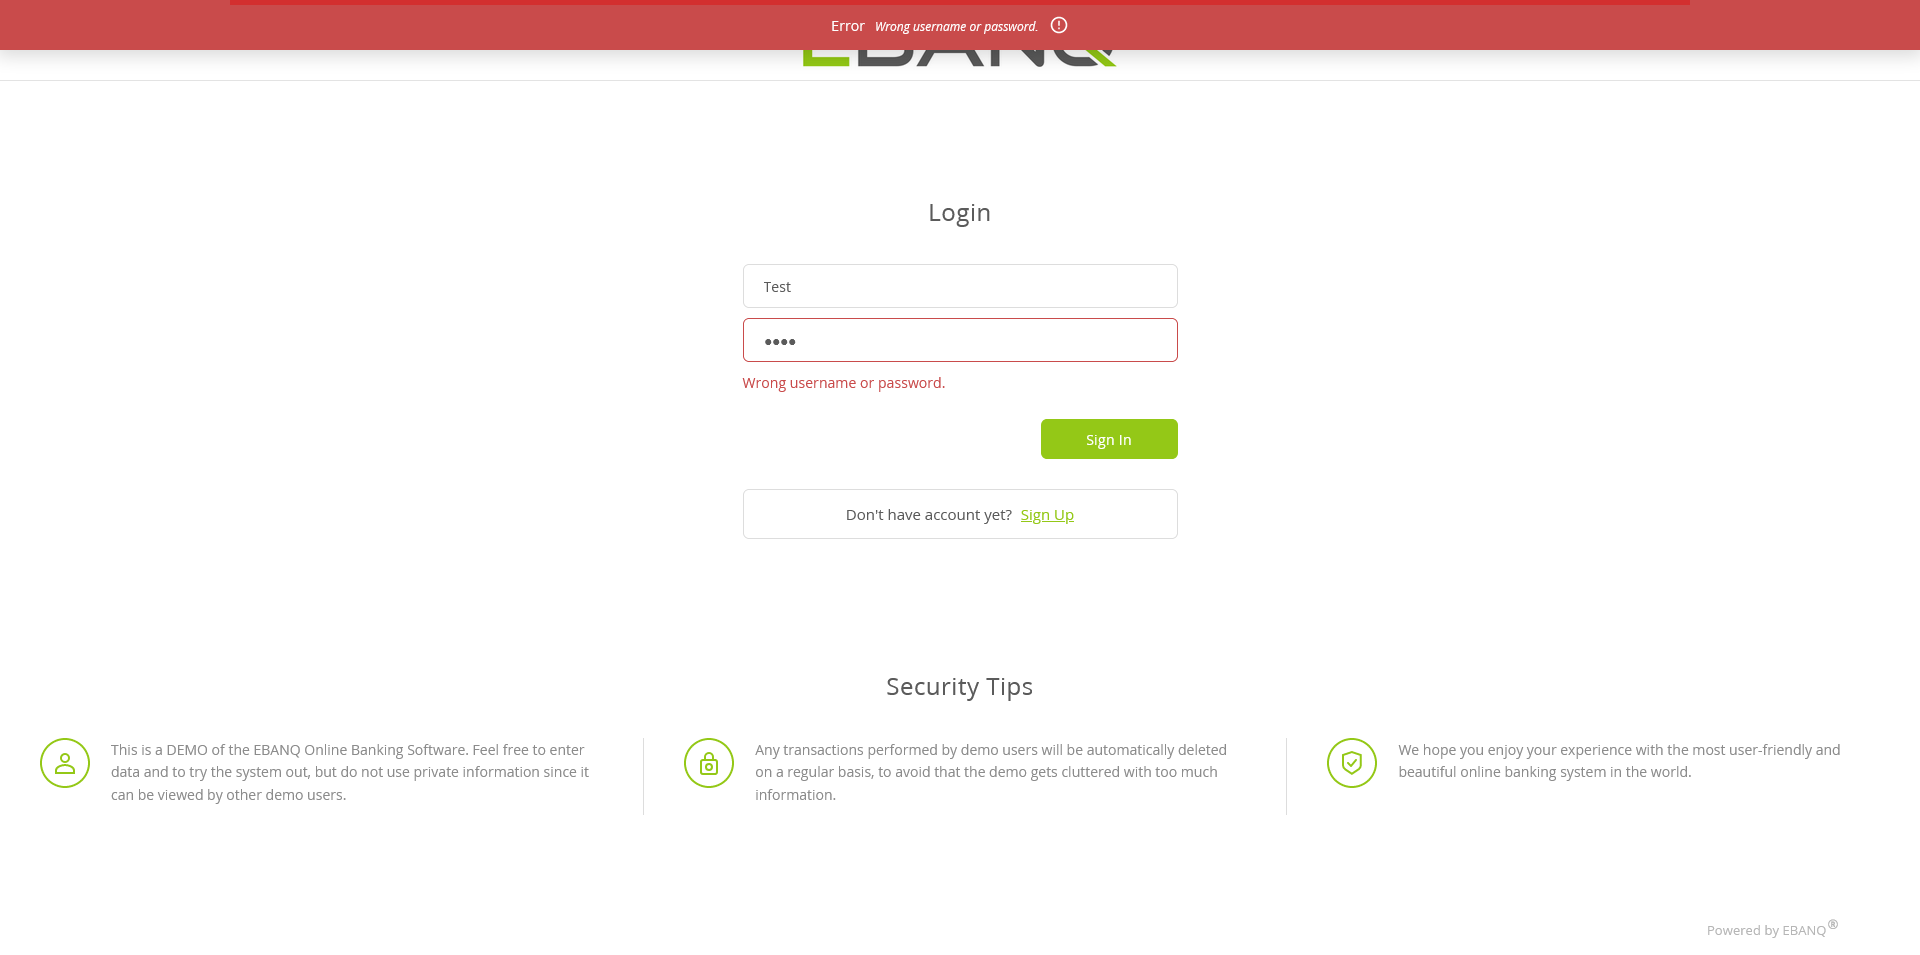 Error Wrong username or password.
EBANQ
Login
Test
Wrong username or password.
Sign In
Don't have account yet? Sign Up
Security Tips
This is a DEMO of the EBANQ Online Banking Software. Feel free to enter
data and to try the system out, but do not use private information since it
can be viewed by other demo users.
Any transactions performed by demo users will be automatically deleted
on a regular basis, to avoid that the demo gets cluttered with too much
information.
We hope you enjoy your experience with the most user-friendly and
beautiful online banking system in the world.
Powered by EBANQ®